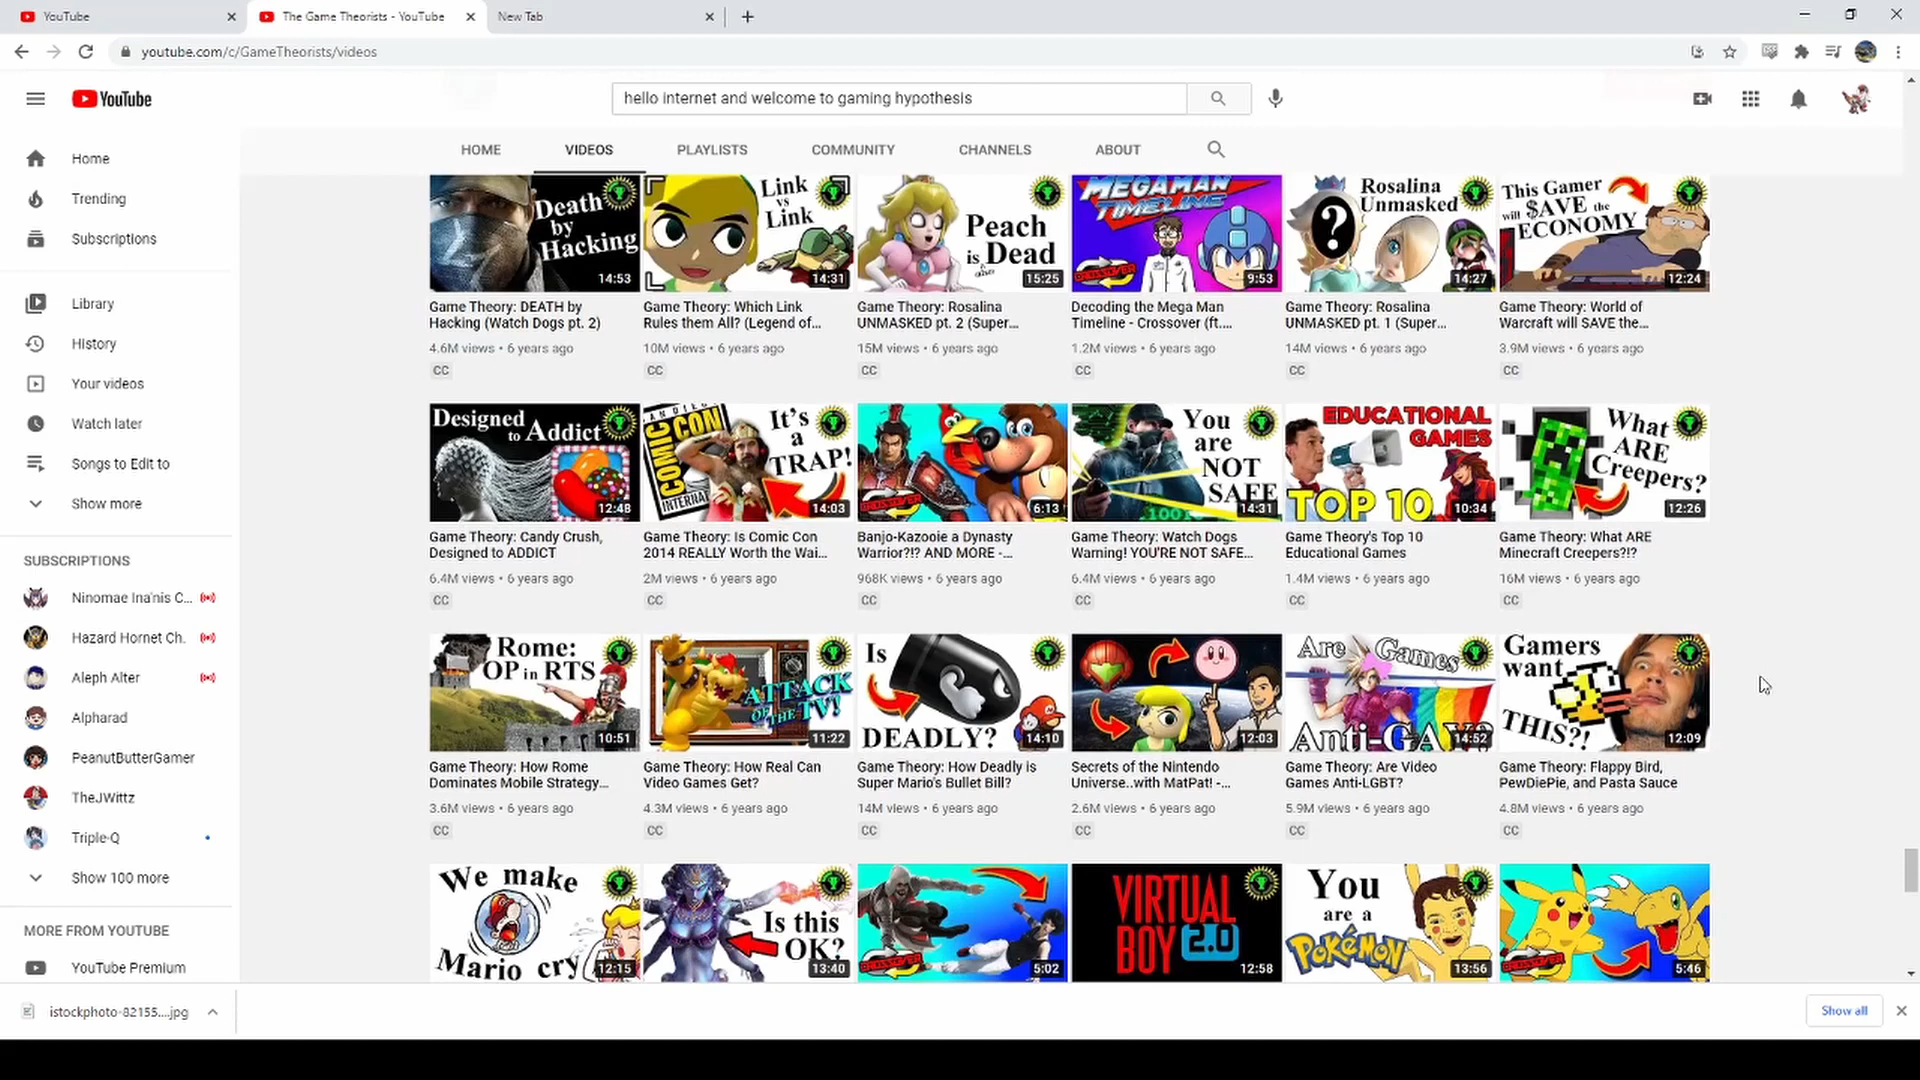 YouTube
The Game Theorists - YouTube
New Tab
youtube.com/c/GameTheorists/videos
YouTube
hello internet and welcome to gaming hypothesis
HOME
VIDEOS
PLAYLISTS
COMMUNITY
CHANNELS
ABOUT
Home
Trending
Subscriptions
Library
History
Your videos
Watch later
Songs to Edit to
Show more
SUBSCRIPTIONS
Ninomae Ina'nis C...
Hazard Hornet Ch.
Aleph Alter
Alpharad
PeanutButterGamer
TheJWittz
Triple-Q
Show 100 more
MORE FROM YOUTUBE
YouTube Premium
Death
by
Hacking
14:53
Game Theory: DEATH by
Hacking (Watch Dogs pt. 2)
4.6M views • 6 years ago
CC
Link
vs
Link
14:31
Game Theory: Which Link
Rules them All? (Legend of...
10M views • 6 years ago
CC
Peach
is Dead
15:25
Game Theory: Rosalina
UNMASKED pt. 2 (Super...
15M views • 6 years ago
CC
MEGAMAN
TIMELINE
CROSSOVER
9:53
Decoding the Mega Man
Timeline - Crossover (ft....
1.2M views • 6 years ago
CC
Rosalina
Unmasked
?
14:27
Game Theory: Rosalina
UNMASKED pt. 1 (Super...
14M views • 6 years ago
CC
This Gamer
will $AVE the
ECONOMY
12:24
Game Theory: World of
Warcraft will SAVE the...
3.9M views • 6 years ago
CC
Designed
to Addict
12:48
Game Theory: Candy Crush,
Designed to ADDICT
6.4M views • 6 years ago
CC
COMIC CON
INTERNATIONAL
It's
a
TRAP!
14:03
Game Theory: Is Comic Con
2014 REALLY Worth the Wai...
2M views • 6 years ago
CC
CROSSOVER
6:13
Banjo-Kazooie a Dynasty
Warrior?!? AND MORE -...
968K views • 6 years ago
CC
You
are
NOT
SAFE
14:31
Game Theory: Watch Dogs
Warning! YOU'RE NOT SAFE...
6.4M views • 6 years ago
CC
EDUCATIONAL
GAMES
TOP 10
10:34
Game Theory's Top 10
Educational Games
1.4M views • 6 years ago
CC
What
ARE
Creepers?
12:26
Game Theory: What ARE
Minecraft Creepers?!?
16M views • 6 years ago
CC
Rome:
OP in RTS
10:51
Game Theory: How Rome
Dominates Mobile Strategy...
3.6M views • 6 years ago
CC
ATTACK
OF THE TV!
11:22
Game Theory: How Real Can
Video Games Get?
4.3M views • 6 years ago
CC
Is
DEADLY?
14:10
Game Theory: How Deadly is
Super Mario's Bullet Bill?
14M views • 6 years ago
CC
12:03
Secrets of the Nintendo
Universe..with MatPat! -...
2.6M views • 6 years ago
CC
Are Games
Anti-GAY?
14:52
Game Theory: Are Video
Games Anti-LGBT?
5.9M views • 6 years ago
CC
Gamers
want
THIS?!
12:09
Game Theory: Flappy Bird,
PewDiePie, and Pasta Sauce
4.8M views • 6 years ago
CC
We make
Mario cry
12:15
Is this
OK?
13:40
CROSSOVER
5:02
VIRTUAL
BOY 2.0
12:58
You
are a
POKÉMON
13:56
CROSSOVER
5:46
istockphoto-82155....jpg
Show all